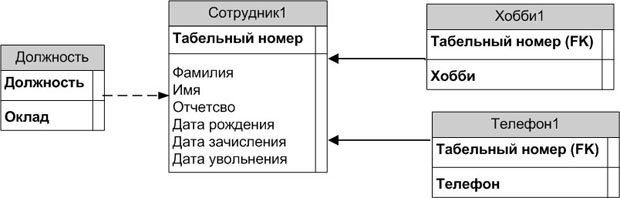 Должность
Должность
Оклад
Сотрудник1
Табельный номер
Фамилия
Имя
Отчетсво
Дата рождения
Дата зачисления
Дата увольнения
Хобби1
Табельный номер (FK)
Хобби
Телефон1
Табельный номер (FK)
Телефон